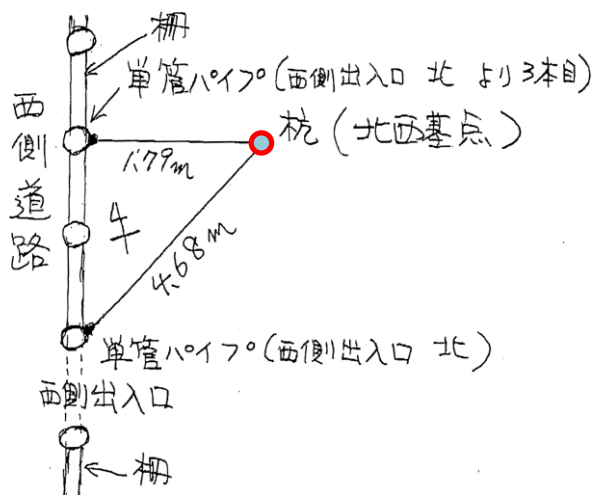 柵
単管パイプ(西側出入口 北 より3本目)
西側道路
杭(北西基点)
1.79m
4.68m
単管パイプ(西側出入口 北)
西側出入口
柵